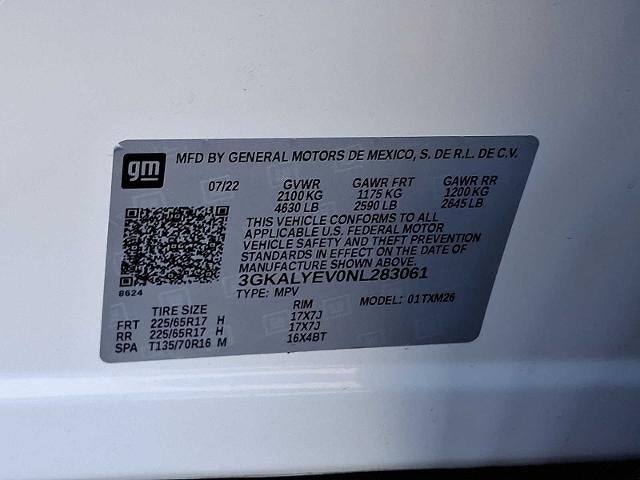 gm MFD BY GENERAL MOTORS DE MEXICO, S. DE R.L. DE C.V.
07/22 GVWR GAWR FRT GAWR RR
2100 KG 1175 KG 1200 KG
4630 LB 2590 LB 2645 LB
THIS VEHICLE CONFORMS TO ALL
APPLICABLE U.S. FEDERAL MOTOR
VEHICLE SAFETY AND THEFT PREVENTION
STANDARDS IN EFFECT ON THE DATE OF
MANUFACTURE SHOWN ABOVE.
3GKALYEV0NL283061
8624 TYPE: MPV MODEL: 01TXM26
TIRE SIZE RIM
FRT 225/65R17 H 17X7J
RR 225/65R17 H 17X7J
SPA T135/70R16 M 16X4BT